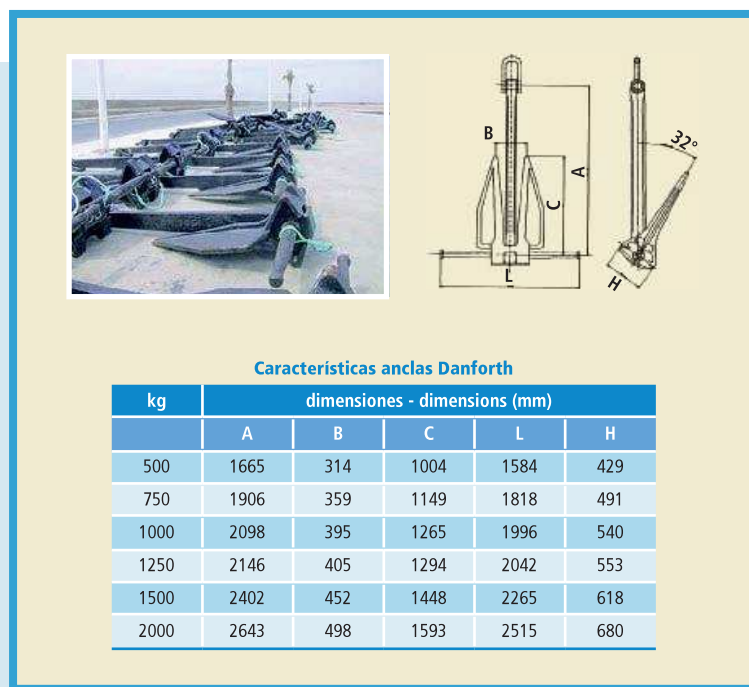 32°
B
A
C
L
H
Características anclas Danforth
kg dimensiones - dimensions (mm)
A B C L H
500 1665 314 1004 1584 429
750 1906 359 1149 1818 491
1000 2098 395 1265 1996 540
1250 2146 405 1294 2042 553
1500 2402 452 1448 2265 618
2000 2643 498 1593 2515 680